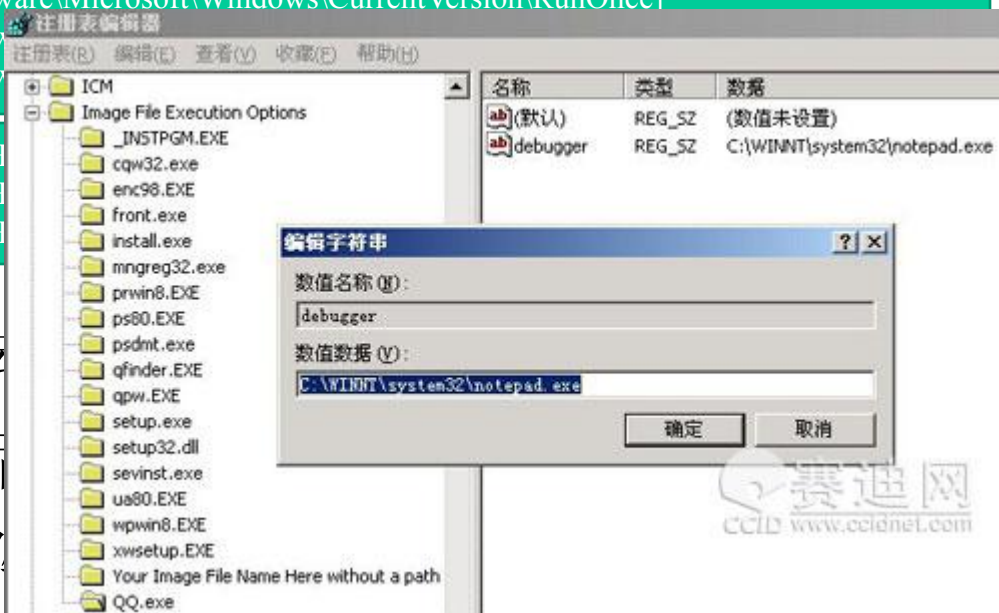 ware\Microsoft\Windows\CurrentVersion\RunOnce]
注册表编辑器
注册表(R) 编辑(E) 查看(V) 收藏(F) 帮助(H)
名称 类型 数据
(默认) REG_SZ (数值未设置)
debugger REG_SZ C:\WINNT\system32\notepad.exe
ICM
Image File Execution Options
_INSTPGM.EXE
cqw32.exe
enc98.EXE
front.exe
install.exe
mngreg32.exe
prwin8.EXE
ps80.EXE
psdmt.exe
qfinder.EXE
qpw.EXE
setup.exe
setup32.dll
sevinst.exe
ua80.EXE
wpwin8.EXE
xwsetup.EXE
Your Image File Name Here without a path
QQ.exe
编辑字符串
数值名称(N):
debugger
数值数据(V):
C:\WINNT\system32\notepad.exe
确定 取消
赛迪网
CCID www.ccidnet.com